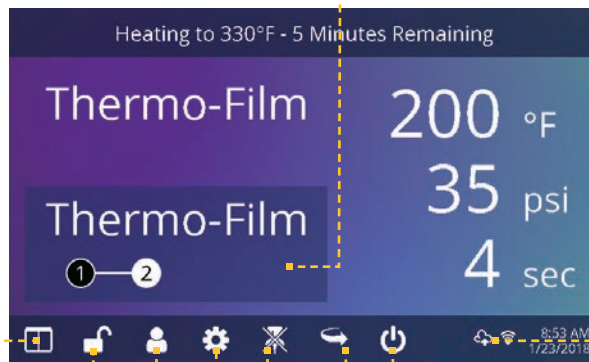 Heating to 330°F - 5 Minutes Remaining
Thermo-Film
200 °F
35 psi
Thermo-Film
1 2
4 sec
8:53 AM
1/23/2018